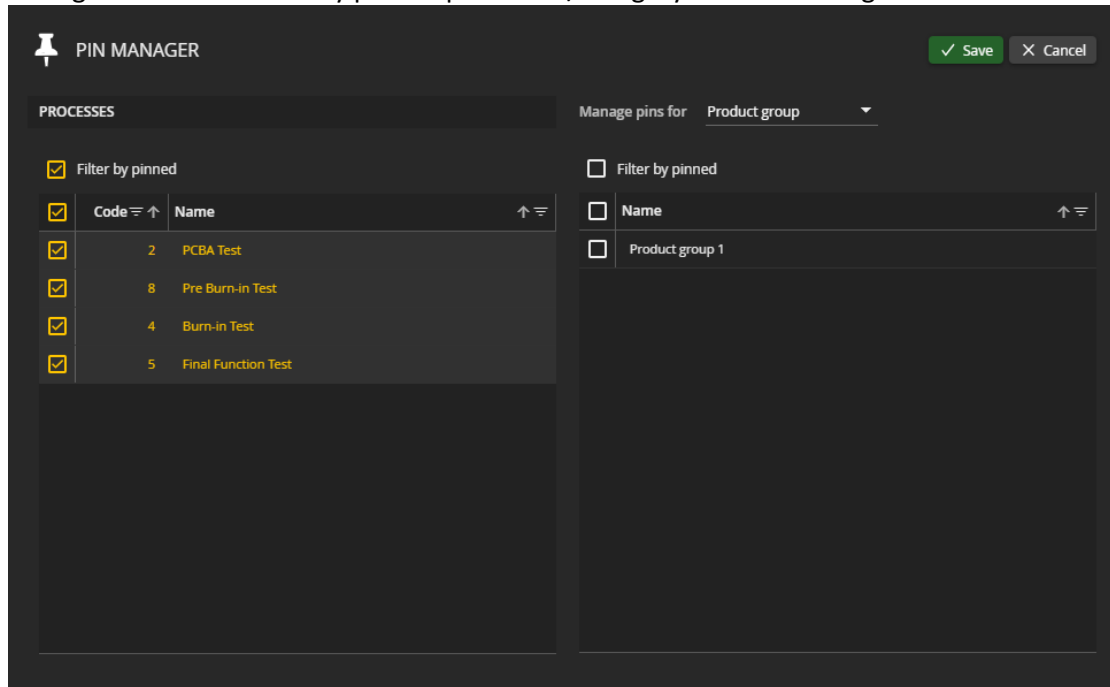 PIN MANAGER
Save
Cancel
PROCESSES
Manage pins for Product group
Filter by pinned
Code Name
2 PCBA Test
8 Pre Burn-in Test
4 Burn-in Test
5 Final Function Test
Filter by pinned
Name
Product group 1